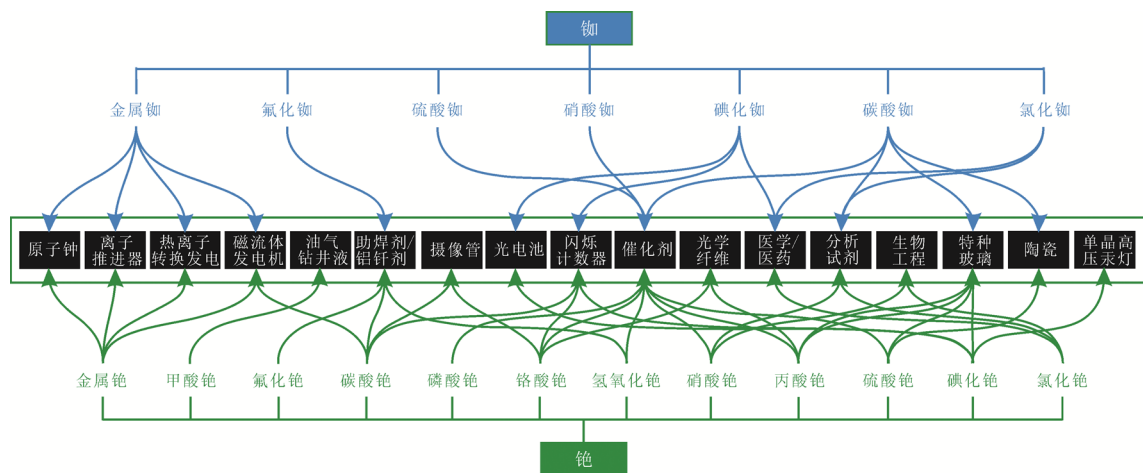 铷
金属铷
氟化铷
硫酸铷
硝酸铷
碘化铷
碳酸铷
氯化铷
原子钟
离子
推进器
热离子
转换发电
磁流体
发电机
油气
钻井液
助焊剂/
铝钎剂
摄像管
光电池
闪烁
计数器
催化剂
光学
纤维
医学/
医药
分析
试剂
生物
工程
特种
玻璃
陶瓷
单晶高
压汞灯
金属铯
甲酸铯
氟化铯
碳酸铯
磷酸铯
铬酸铯
氢氧化铯
硝酸铯
丙酸铯
硫酸铯
碘化铯
氯化铯
铯